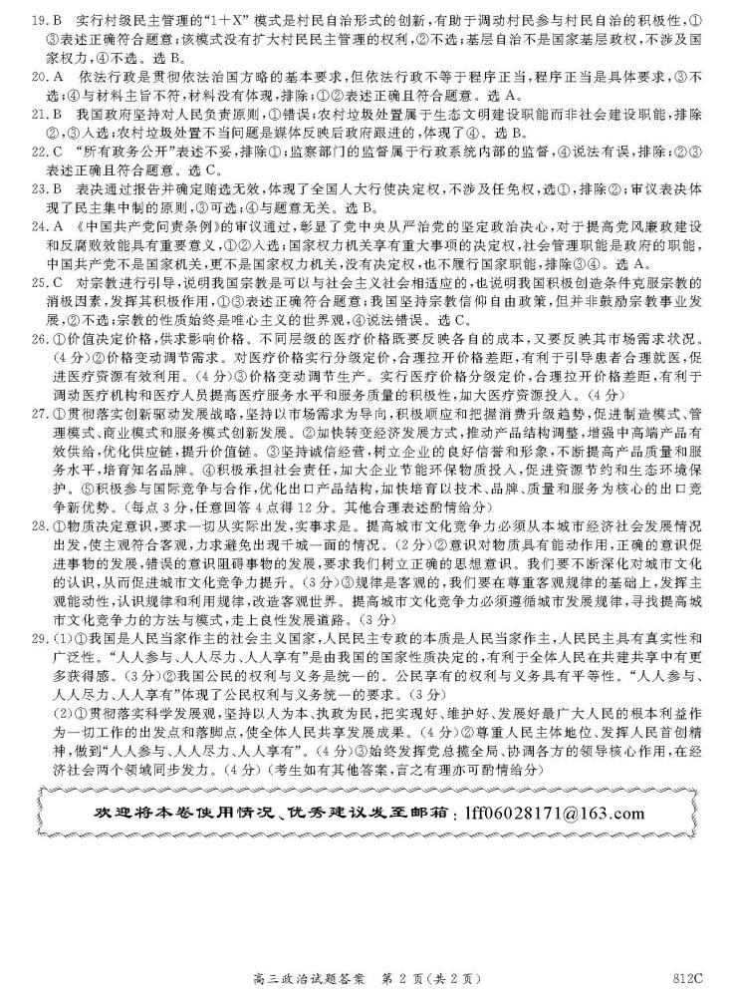 19. B　实行村级民主管理的“1＋X”模式是村民自治形式的创新,有助于调动村民参与村民自治的积极性,①
③表述正确符合题意;该模式没有扩大村民民主管理的权利,②不选;基层自治不是国家基层政权,不涉及国
家权力,④不选。选 B。
20. A　依法行政是贯彻依法治国方略的基本要求,但依法行政不等于程序正当,程序正当是具体要求,③不
选;④与材料主旨不符,材料没有体现,排除;①②表述正确且符合题意。选 A。
21. B　我国政府坚持对人民负责原则,①错误;农村垃圾处置属于生态文明建设职能而非社会建设职能,排除
②,③入选;农村垃圾处置不当问题是媒体反映后政府跟进的,体现了④。选 B。
22. C　“所有政务公开”表述不妥,排除①;监察部门的监督属于行政系统内部的监督,④说法有误,排除;②③
表述正确且符合题意。选 C。
23. B　表决通过报告并确定贿选无效,体现了全国人大行使决定权,不涉及任免权,选①,排除②;审议表决体
现了民主集中制的原则,③可选;④与题意无关。选 B。
24. A　《中国共产党问责条例》的审议通过,彰显了党中央从严治党的坚定政治决心,对于提高党风廉政建设
和反腐败效能具有重要意义,①②入选;国家权力机关享有重大事项的决定权,社会管理职能是政府的职能,
中国共产党不是国家机关,更不是国家权力机关,没有决定权,也不履行国家职能,排除③④。选 A。
25. C　对宗教进行引导,说明我国宗教是可以与社会主义社会相适应的,也说明我国积极创造条件克服宗教的
消极因素,发挥其积极作用,①③表述正确符合题意;我国坚持宗教信仰自由政策,但并非鼓励宗教事业发
展,②不选;宗教的性质始终是唯心主义的世界观,④说法错误。选 C。
26. ①价值决定价格,供求影响价格。不同层级的医疗价格既要反映各自的成本,又要反映其市场需求状况。
(4 分)②价格变动调节需求。对医疗价格实行分级定价,合理拉开价格差距,有利于引导患者合理就医,促
进医疗资源有效利用。(4 分)③价格变动调节生产。实行医疗价格分级定价,合理拉开价格差距,有利于
调动医疗机构和医疗人员提高医疗服务水平和服务质量的积极性,加大医疗资源投入。(4 分)
27. ①贯彻落实创新驱动发展战略,坚持以市场需求为导向,积极顺应和把握消费升级趋势,促进制造模式、管
理模式、商业模式和服务模式创新发展。②加快转变经济发展方式,推动产品结构调整,增强中高端产品有
效供给,优化供应链,提升价值链。③坚持诚信经营,树立企业的良好信誉和形象,不断提高产品质量和服
务水平,培育知名品牌。④积极承担社会责任,加大企业节能环保物质投入,促进资源节约和生态环境保
护。⑤积极参与国际竞争与合作,优化出口产品结构,加快培育以技术、品牌、质量和服务为核心的出口竞
争新优势。(每点 3 分,任意回答 4 点得 12 分。其他合理表述酌情给分)
28. ①物质决定意识,要求一切从实际出发,实事求是。提高城市文化竞争力必须从本城市经济社会发展情况
出发,使主观符合客观,力求避免出现千城一面的情况。(2 分)②意识对物质具有能动作用,正确的意识促
进事物的发展,错误的意识阻碍事物的发展,要求我们树立正确的思想意识。我们要不断深化对城市文化
的认识,从而促进城市文化竞争力提升。(3 分)③规律是客观的,我们要在尊重客观规律的基础上,发挥主
观能动性,认识规律和利用规律,改造客观世界。提高城市文化竞争力必须遵循城市发展规律,寻找提高城
市文化竞争力的方法与模式,走上良性发展道路。(3 分)
29. (1)①我国是人民当家作主的社会主义国家,人民民主专政的本质是人民当家作主,人民民主具有真实性和
广泛性。“人人参与、人人尽力、人人享有”是由我国的国家性质决定的,有利于全体人民在共建共享中有更
多获得感。(3 分)②我国公民的权利与义务是统一的。公民享有的权利与义务具有平等性。“人人参与、
人人尽力、人人享有”体现了公民权利与义务统一的要求。(3 分)
(2)①贯彻落实科学发展观,坚持以人为本、执政为民,把实现好、维护好、发展好最广大人民的根本利益作
为一切工作的出发点和落脚点,使全体人民共享发展成果。(4 分)②尊重人民主体地位、发挥人民首创精
神,做到“人人参与、人人尽力、人人享有”。(4 分)③始终发挥党总揽全局、协调各方的领导核心作用,在经
济社会两个领域同步发力。(4 分)(考生如有其他答案,言之有理亦可酌情给分)
欢迎将本卷使用情况、优秀建议发至邮箱：lff06028171@163.com
高三政治试题答案　第 2 页(共 2 页)　812C